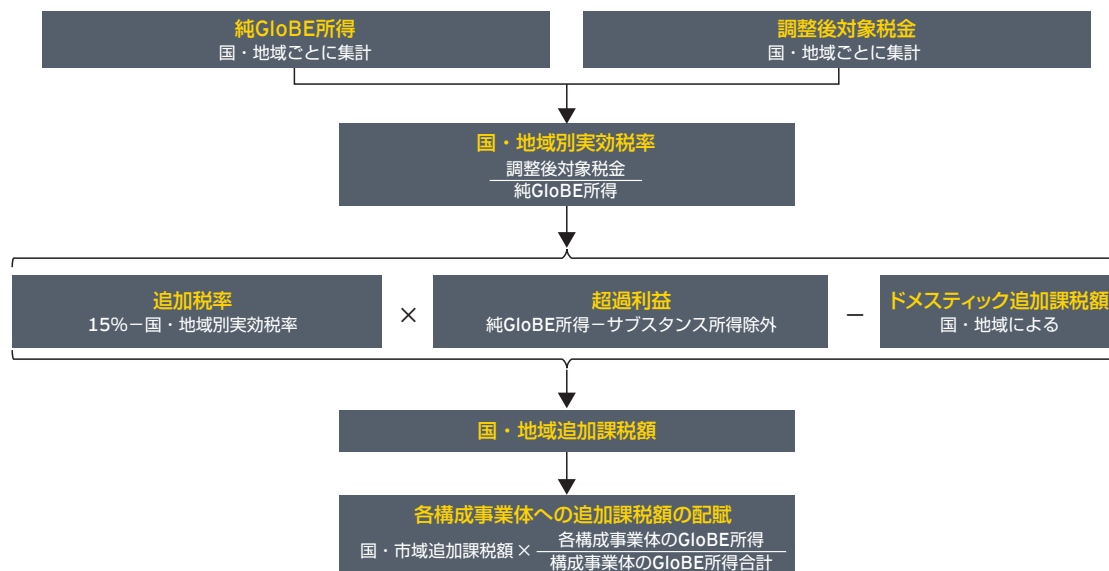 純GloBE所得
国・地域ごとに集計
調整後対象税金
国・地域ごとに集計
国・地域別実効税率
調整後対象税金
純GloBE所得
追加税率
15%－国・地域別実効税率
×
超過利益
純GloBE所得－サブスタンス所得除外
－
ドメスティック追加課税額
国・地域による
国・地域追加課税額
各構成事業体への追加課税額の配賦
国・市域追加課税額×
各構成事業体のGloBE所得
構成事業体のGloBE所得合計